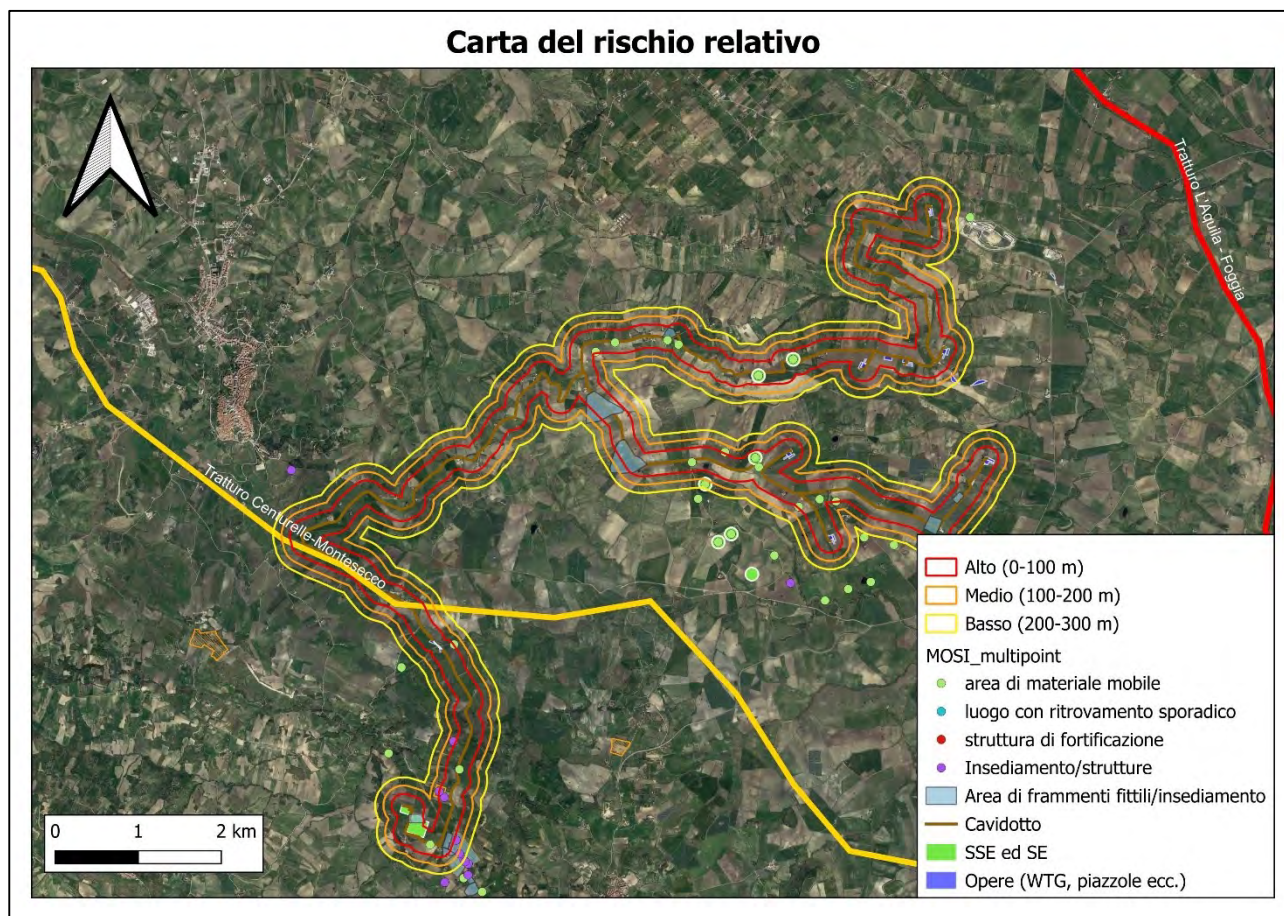 Carta del rischio relativo
Tratturo L'Aquila - Foggia
Tratturo Centurelle-Montesecco
Alto (0-100 m)
Medio (100-200 m)
Basso (200-300 m)
MOSI_multipoint
area di materiale mobile
luogo con ritrovamento sporadico
struttura di fortificazione
Insediamento/strutture
Area di frammenti fittili/insediamento
Cavidotto
SSE ed SE
Opere (WTG, piazzole ecc.)
0 1 2 km